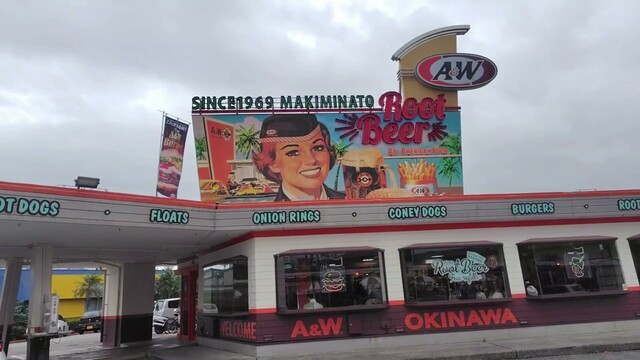 A&W
SINCE1969 MAKIMINATO
Root
Beer
A&W
A&W
OT DOGS
FLOATS
ONION RINGS
CONEY DOGS
BURGERS
ROOT
Root Beer
WELCOME
A&W
OKINAWA